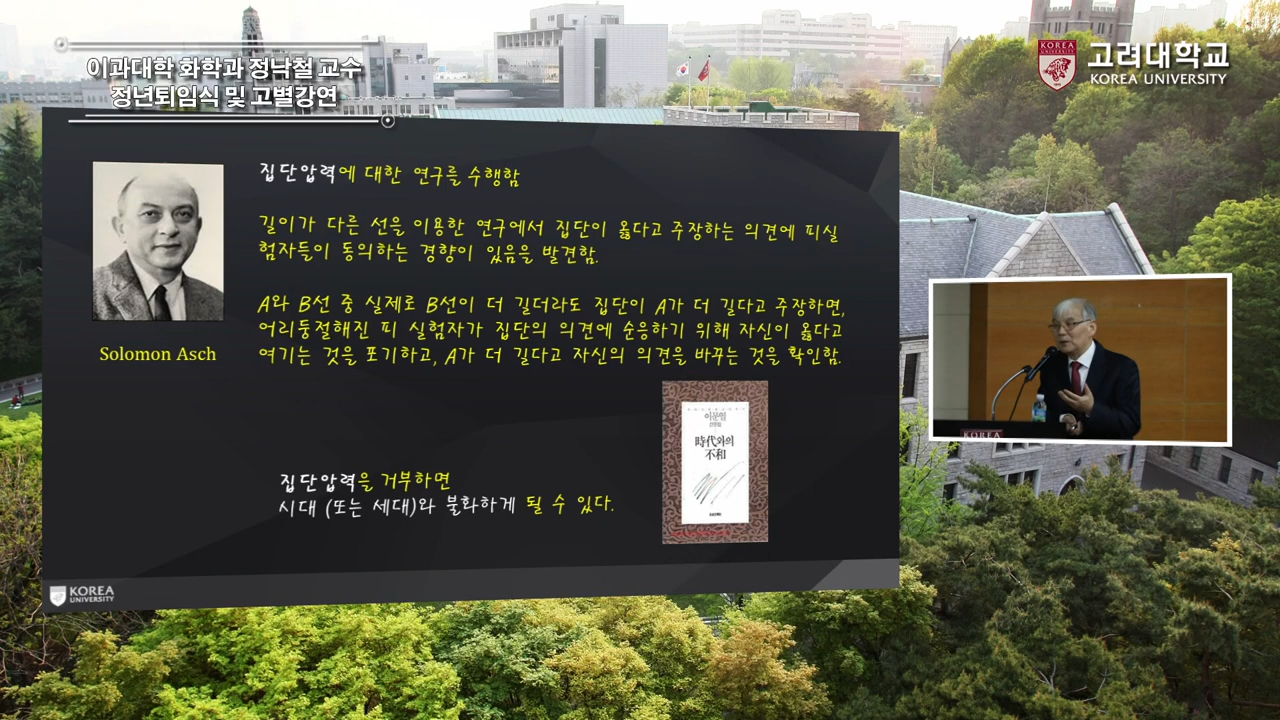 이과대학 화학과 정낙철 교수
정년퇴임식 및 고별강연
KOREA
UNIVERSITY
고려대학교
KOREA UNIVERSITY
집단압력에 대한 연구를 수행함
길이가 다른 선을 이용한 연구에서 집단이 옳다고 주장하는 의견에 피실
험자들이 동의하는 경향이 있음을 발견함.
A와 B선 중 실제로 B선이 더 길더라도 집단이 A가 더 길다고 주장하면,
어리둥절해진 피 실험자가 집단의 의견에 순응하기 위해 자신이 옳다고
여기는 것을 포기하고, A가 더 길다고 자신의 의견을 바꾸는 것을 확인함.
Solomon Asch
이문열
時代와의
不和
집단압력을 거부하면
시대 (또는 세대)와 불화하게 될 수 있다.
KOREA
UNIVERSITY
KOREA